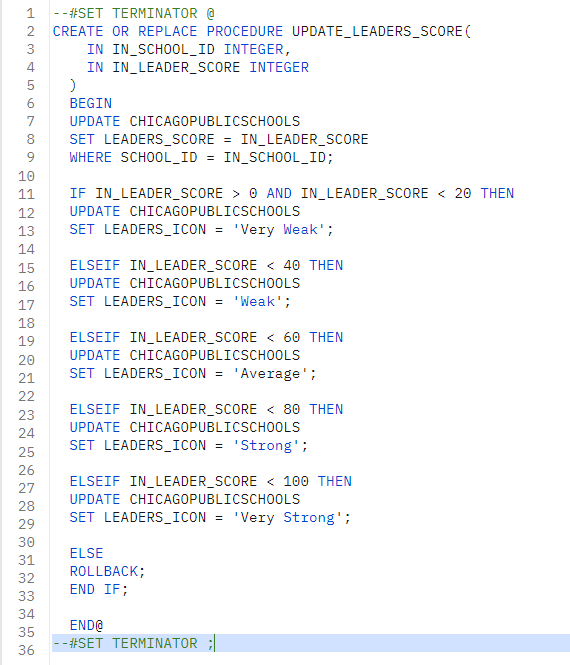 1 --#SET TERMINATOR @
2 CREATE OR REPLACE PROCEDURE UPDATE_LEADERS_SCORE(
3 IN IN_SCHOOL_ID INTEGER,
4 IN IN_LEADER_SCORE INTEGER
5 )
6 BEGIN
7 UPDATE CHICAGOPUBLICSCHOOLS
8 SET LEADERS_SCORE = IN_LEADER_SCORE
9 WHERE SCHOOL_ID = IN_SCHOOL_ID;
10
11 IF IN_LEADER_SCORE > 0 AND IN_LEADER_SCORE < 20 THEN
12 UPDATE CHICAGOPUBLICSCHOOLS
13 SET LEADERS_ICON = 'Very Weak';
14
15 ELSEIF IN_LEADER_SCORE < 40 THEN
16 UPDATE CHICAGOPUBLICSCHOOLS
17 SET LEADERS_ICON = 'Weak';
18
19 ELSEIF IN_LEADER_SCORE < 60 THEN
20 UPDATE CHICAGOPUBLICSCHOOLS
21 SET LEADERS_ICON = 'Average';
22
23 ELSEIF IN_LEADER_SCORE < 80 THEN
24 UPDATE CHICAGOPUBLICSCHOOLS
25 SET LEADERS_ICON = 'Strong';
26
27 ELSEIF IN_LEADER_SCORE < 100 THEN
28 UPDATE CHICAGOPUBLICSCHOOLS
29 SET LEADERS_ICON = 'Very Strong';
30
31 ELSE
32 ROLLBACK;
33 END IF;
34
35 END@
36 --#SET TERMINATOR ;